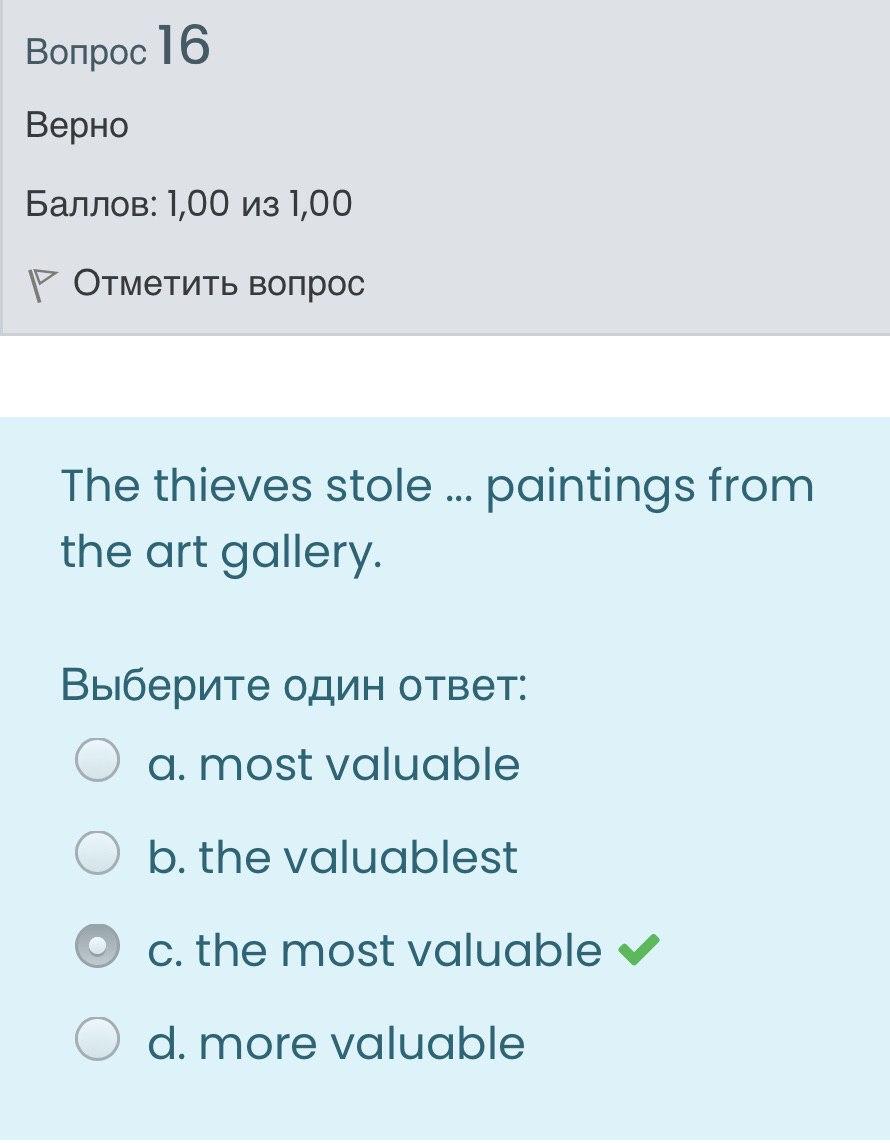 Вопрос 16
Верно
Баллов: 1,00 из 1,00
Отметить вопрос
The thieves stole ... paintings from
the art gallery.
Выберите один ответ:
a. most valuable
b. the valuablest
c. the most valuable
d. more valuable